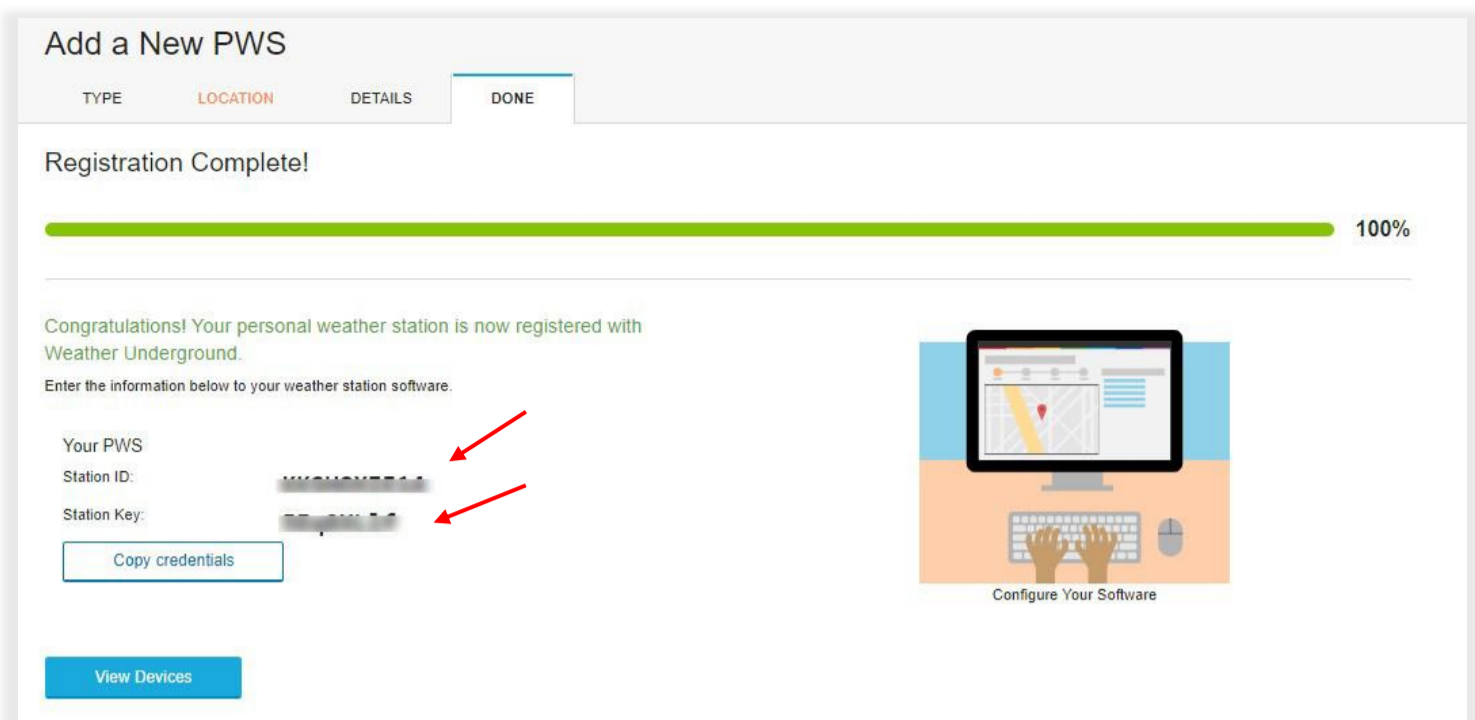 Add a New PWS
TYPE LOCATION DETAILS DONE
Registration Complete!
100%
Congratulations! Your personal weather station is now registered with
Weather Underground.
Enter the information below to your weather station software.
Your PWS
Station ID:
Station Key:
Copy credentials
Configure Your Software
View Devices